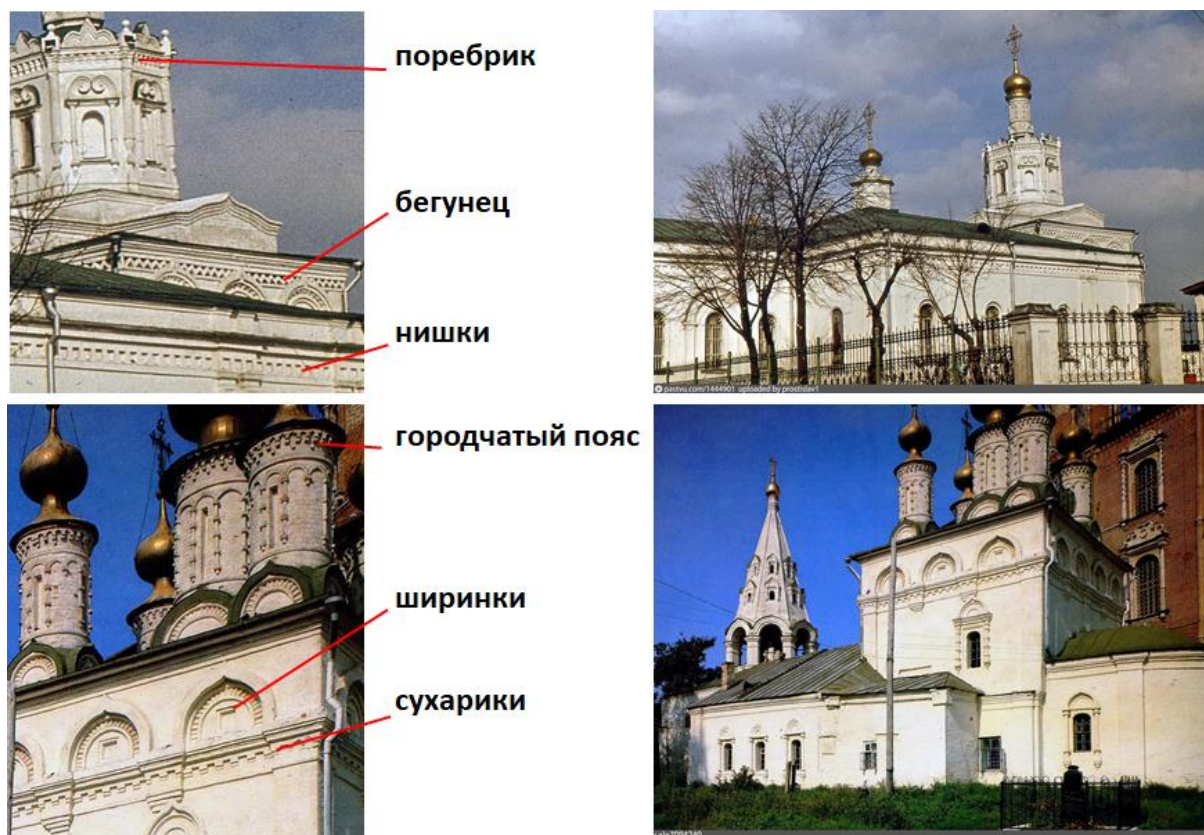 поребрик
бегунец
нишки
городчатый пояс
ширинки
сухарики
pastvu.com/1444901 uploaded by prostislav1